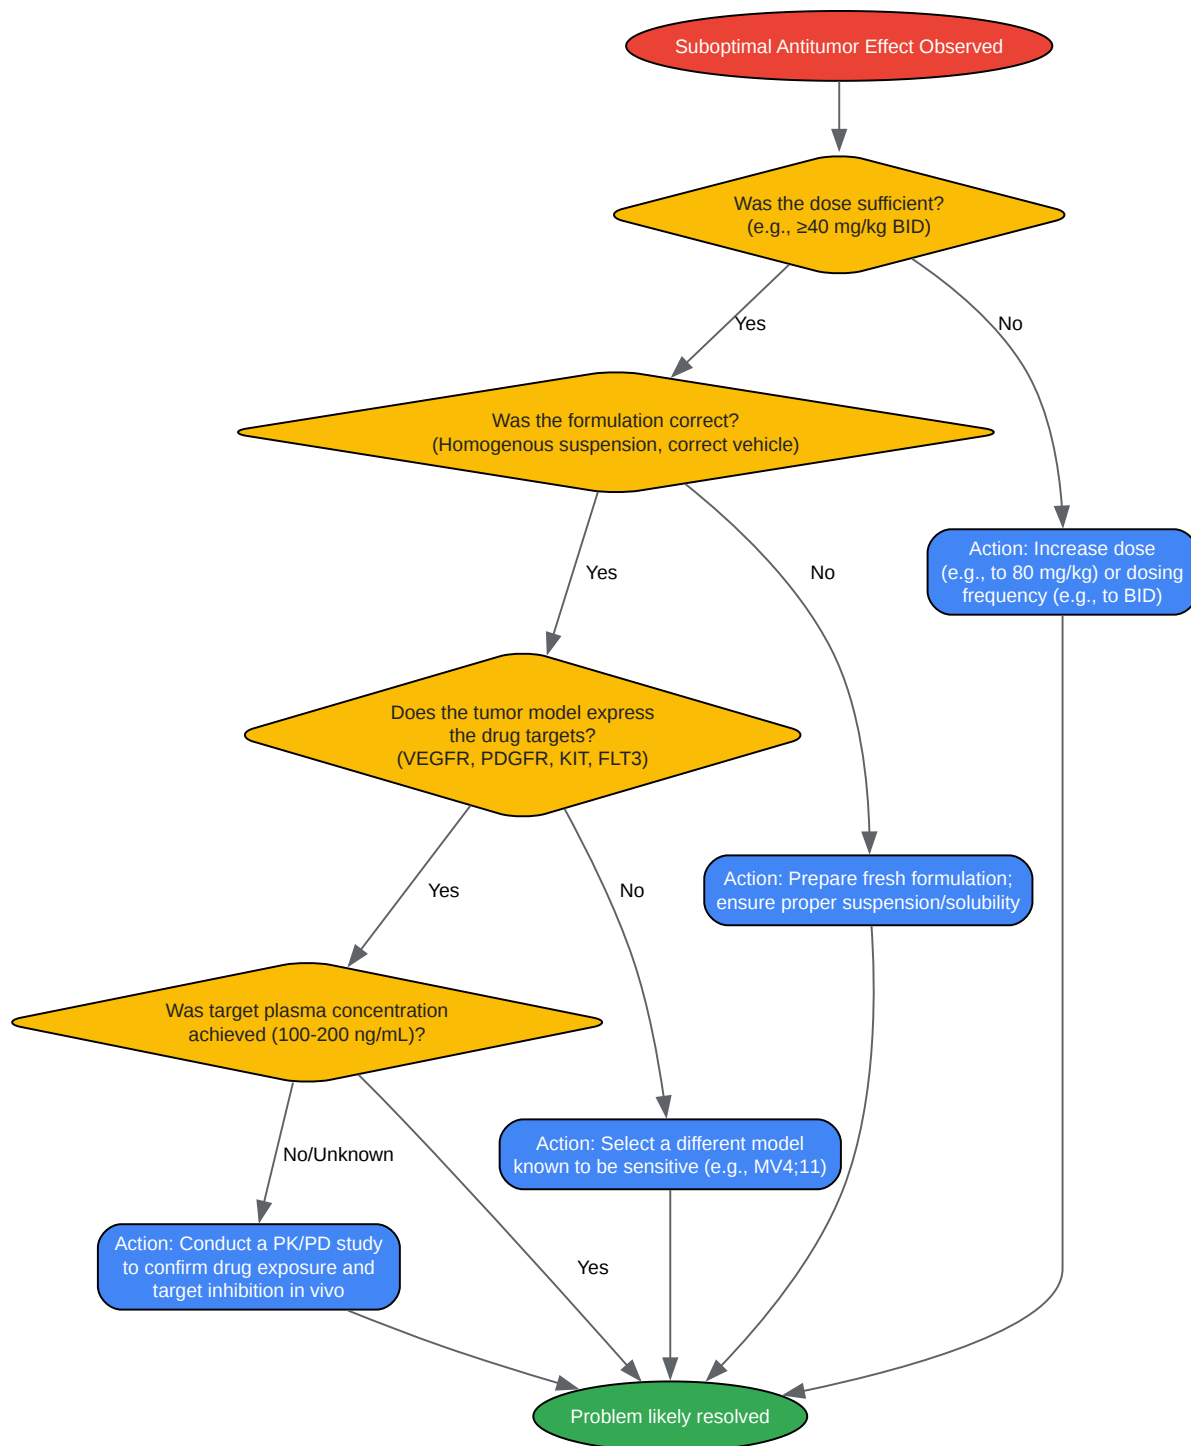 Suboptimal Antitumor Effect Observed
Was the dose sufficient?
(e.g., ≥40 mg/kg BID)
Yes
No
Was the formulation correct?
(Homogenous suspension, correct vehicle)
Yes
No
Action: Increase dose
(e.g., to 80 mg/kg) or dosing
frequency (e.g., to BID)
Does the tumor model express
the drug targets?
(VEGFR, PDGFR, KIT, FLT3)
Yes
No
Action: Prepare fresh formulation;
ensure proper suspension/solubility
Was target plasma concentration
achieved (100-200 ng/mL)?
No/Unknown
Yes
Action: Select a different model
known to be sensitive (e.g., MV4;11)
Action: Conduct a PK/PD study
to confirm drug exposure and
target inhibition in vivo
Problem likely resolved